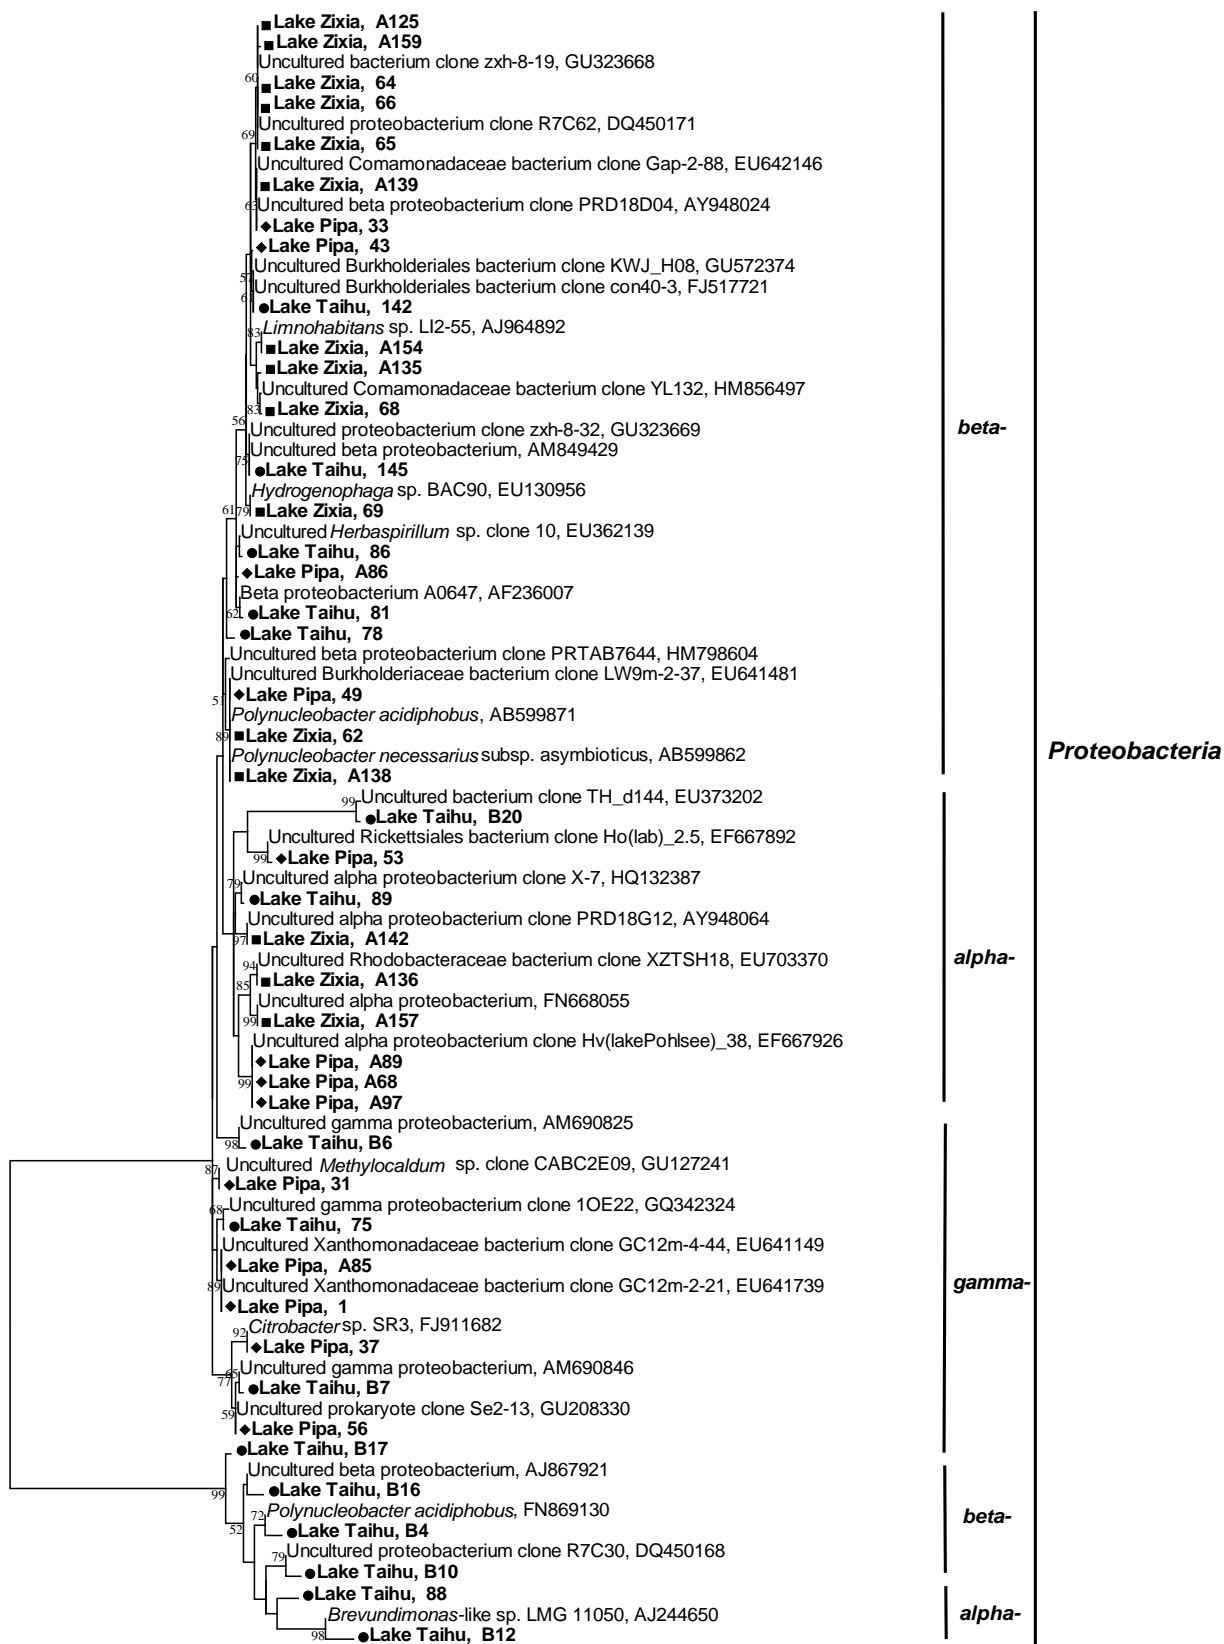 Lake Zixia, A125
Lake Zixia, A159
Uncultured bacterium clone zxh-8-19, GU323668
60
Lake Zixia, 64
Lake Zixia, 66
Uncultured proteobacterium clone R7C62, DQ450171
69
Lake Zixia, 65
Uncultured Comamonadaceae bacterium clone Gap-2-88, EU642146
Lake Zixia, A139
Uncultured beta proteobacterium clone PRD18D04, AY948024
63
Lake Pipa, 33
Lake Pipa, 43
Uncultured Burkholderiales bacterium clone KWJ_H08, GU572374
57
Uncultured Burkholderiales bacterium clone con40-3, FJ517721
61
Lake Taihu, 142
Limnohabitans sp. LI2-55, AJ964892
83
Lake Zixia, A154
Lake Zixia, A135
Uncultured Comamonadaceae bacterium clone YL132, HM856497
83
Lake Zixia, 68
56
Uncultured proteobacterium clone zxh-8-32, GU323669
beta-
Uncultured beta proteobacterium, AM849429
75
Lake Taihu, 145
Hydrogenophaga sp. BAC90, EU130956
61
79
Lake Zixia, 69
Uncultured Herbaspirillum sp. clone 10, EU362139
Lake Taihu, 86
Lake Pipa, A86
Beta proteobacterium A0647, AF236007
62
Lake Taihu, 81
Lake Taihu, 78
Uncultured beta proteobacterium clone PRTAB7644, HM798604
Uncultured Burkholderiaceae bacterium clone LW9m-2-37, EU641481
51
Lake Pipa, 49
Polynucleobacter acidiphobus, AB599871
89
Lake Zixia, 62
Polynucleobacter necessarius subsp. asymbioticus, AB599862
Proteobacteria
Lake Zixia, A138
99
Uncultured bacterium clone TH_d144, EU373202
Lake Taihu, B20
Uncultured Rickettsiales bacterium clone Ho(lab)_2.5, EF667892
99
Lake Pipa, 53
79
Uncultured alpha proteobacterium clone X-7, HQ132387
Lake Taihu, 89
Uncultured alpha proteobacterium clone PRD18G12, AY948064
97
Lake Zixia, A142
94
Uncultured Rhodobacteraceae bacterium clone XZTSH18, EU703370
alpha-
85
Lake Zixia, A136
Uncultured alpha proteobacterium, FN668055
99
Lake Zixia, A157
Uncultured alpha proteobacterium clone Hv(lakePohlsee)_38, EF667926
Lake Pipa, A89
99
Lake Pipa, A68
Lake Pipa, A97
Uncultured gamma proteobacterium, AM690825
98
Lake Taihu, B6
87
Uncultured Methylocaldum sp. clone CABC2E09, GU127241
Lake Pipa, 31
68
Uncultured gamma proteobacterium clone 1OE22, GQ342324
Lake Taihu, 75
Uncultured Xanthomonadaceae bacterium clone GC12m-4-44, EU641149
Lake Pipa, A85
gamma-
89
Uncultured Xanthomonadaceae bacterium clone GC12m-2-21, EU641739
Lake Pipa, 1
92
Citrobacter sp. SR3, FJ911682
Lake Pipa, 37
65
Uncultured gamma proteobacterium, AM690846
77
Lake Taihu, B7
59
Uncultured prokaryote clone Se2-13, GU208330
Lake Pipa, 56
Lake Taihu, B17
Uncultured beta proteobacterium, AJ867921
99
Lake Taihu, B16
72
Polynucleobacter acidiphobus, FN869130
beta-
52
Lake Taihu, B4
79
Uncultured proteobacterium clone R7C30, DQ450168
Lake Taihu, B10
Lake Taihu, 88
Brevundimonas-like sp. LMG 11050, AJ244650
alpha-
98
Lake Taihu, B12